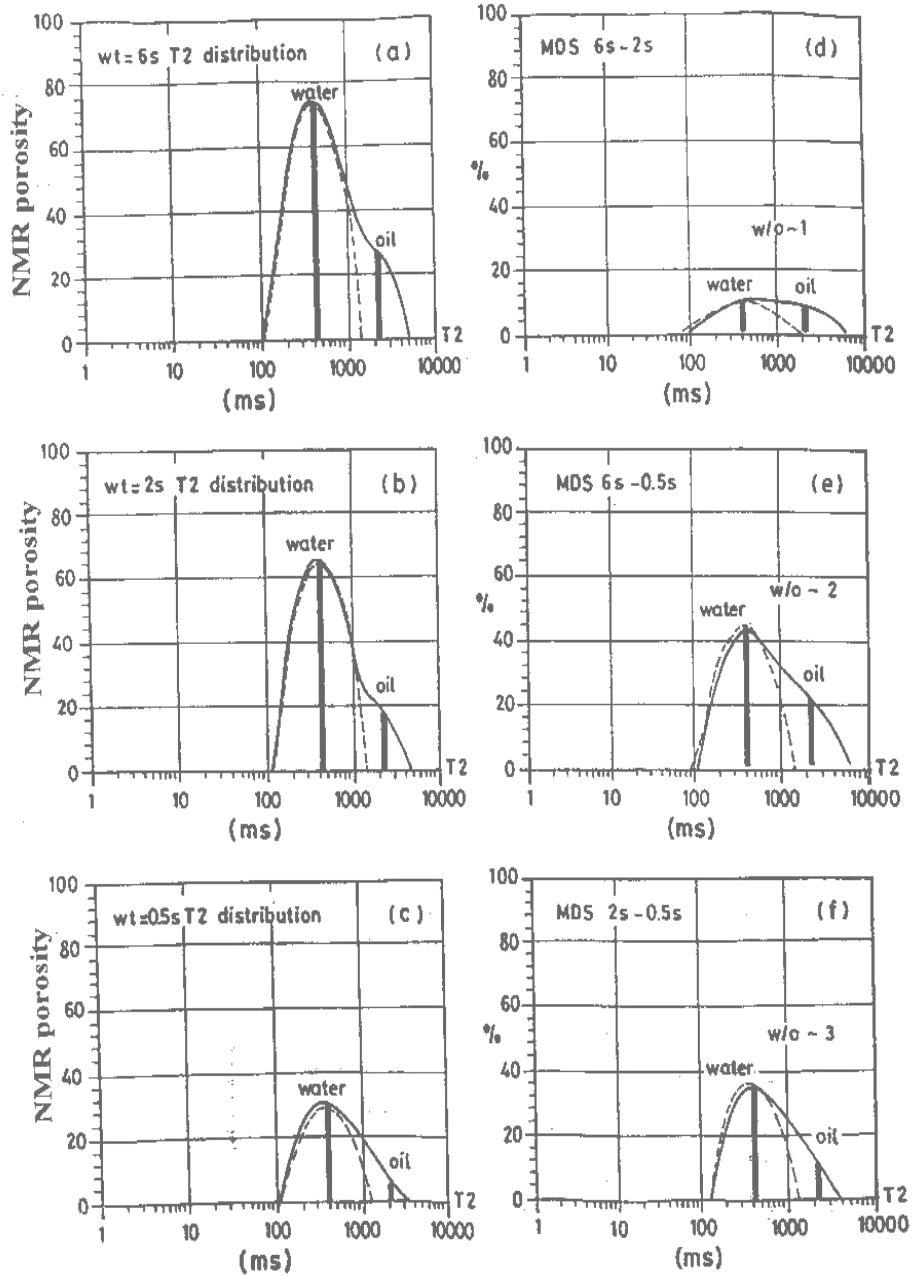 wt=6s T2 distribution
(a)
NMR porosity
100
80
60
40
20
0
water
oil
T2
1
10
100
1000
10000
(ms)
MDS 6s-2s
(d)
%
100
80
60
40
20
0
w/o~1
water
oil
T2
1
10
100
1000
10000
(ms)
wt=2s T2 distribution
(b)
NMR porosity
100
80
60
40
20
0
water
oil
T2
1
10
100
1000
10000
(ms)
MDS 6s-0.5s
(e)
%
100
80
60
40
20
0
w/o~2
water
oil
T2
1
10
100
1000
10000
(ms)
wt=0.5s T2 distribution
(c)
NMR porosity
100
80
60
40
20
0
water
oil
T2
1
10
100
1000
10000
(ms)
MDS 2s-0.5s
(f)
%
100
80
60
40
20
0
w/o~3
water
oil
T2
1
10
100
1000
10000
(ms)